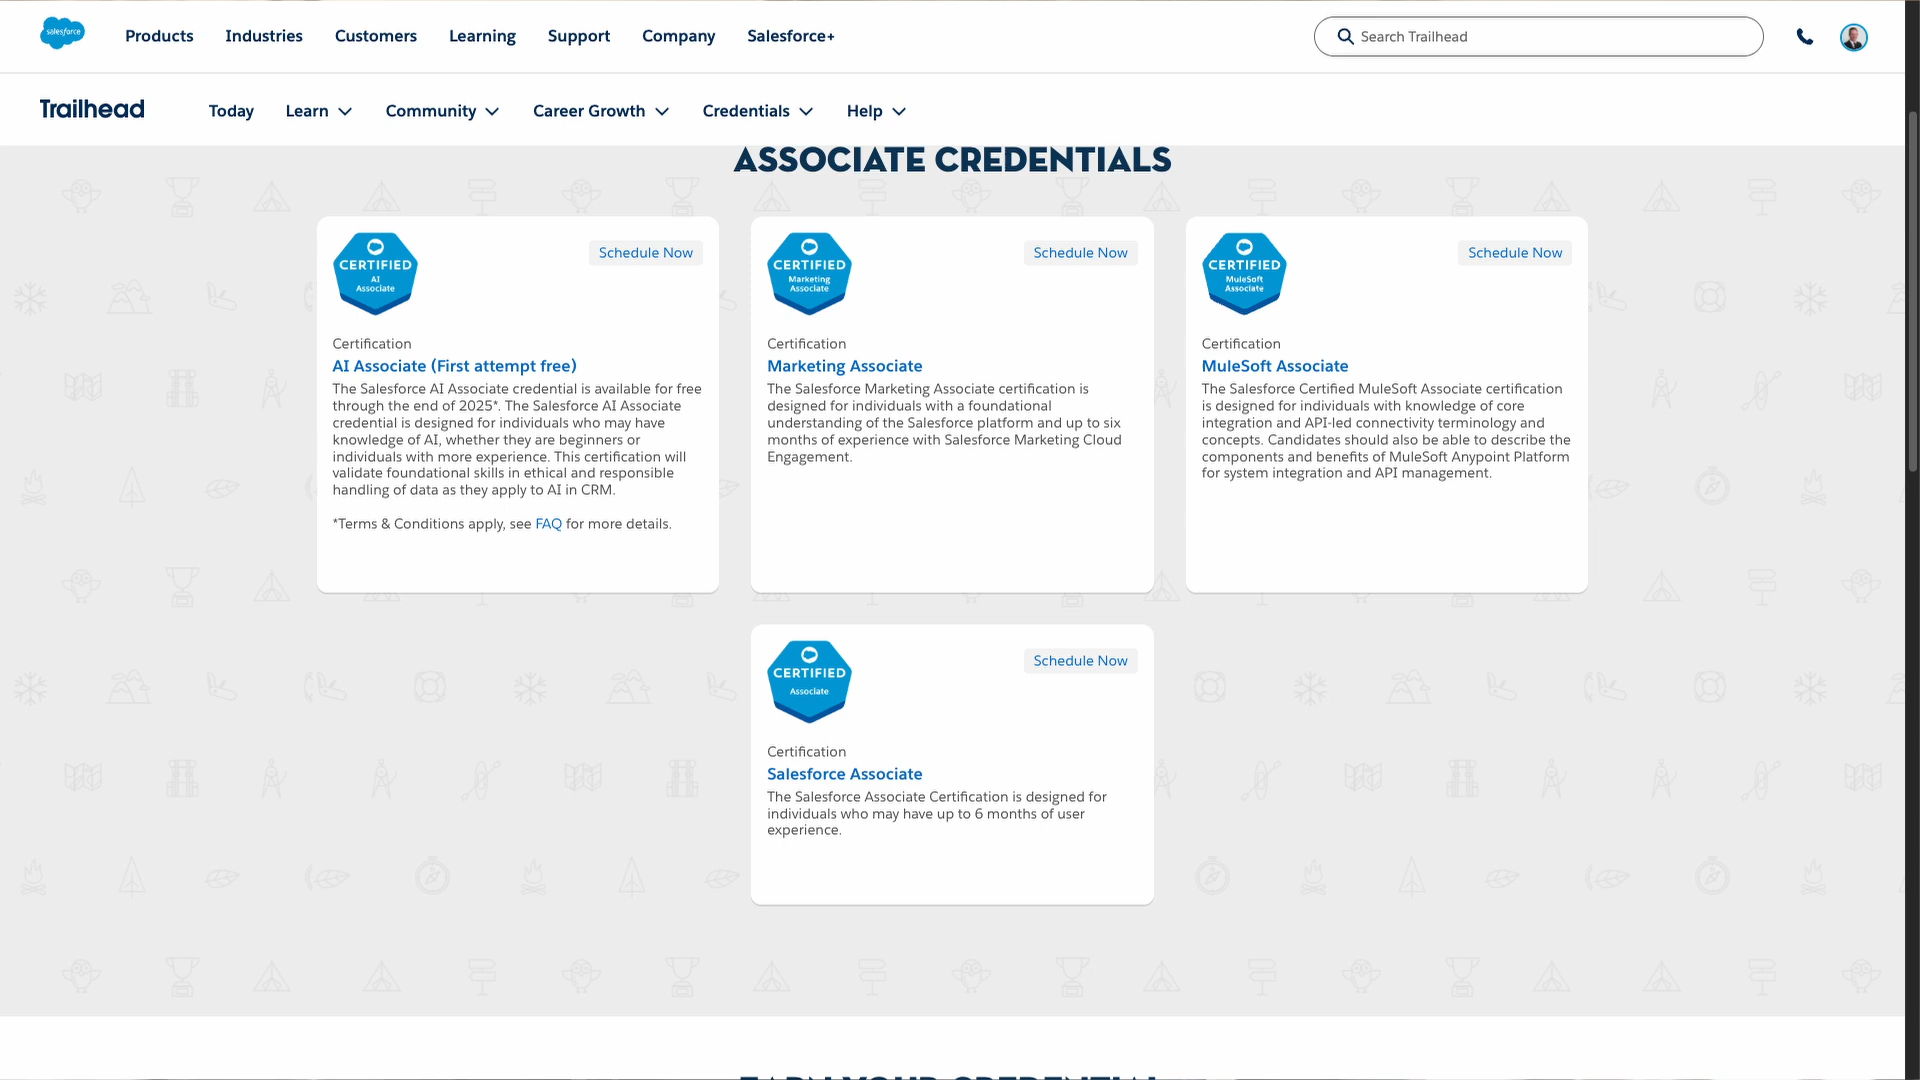 salesforce
Products Industries Customers Learning Support Company Salesforce+
Search Trailhead
Trailhead
Today Learn Community Career Growth Credentials Help
ASSOCIATE CREDENTIALS
CERTIFIED
AI
Associate
Schedule Now
Certification
AI Associate (First attempt free)
The Salesforce AI Associate credential is available for free
through the end of 2025*. The Salesforce AI Associate
credential is designed for individuals who may have
knowledge of AI, whether they are beginners or
individuals with more experience. This certification will
validate foundational skills in ethical and responsible
handling of data as they apply to AI in CRM.
*Terms & Conditions apply, see FAQ for more details.
CERTIFIED
Marketing
Associate
Schedule Now
Certification
Marketing Associate
The Salesforce Marketing Associate certification is
designed for individuals with a foundational
understanding of the Salesforce platform and up to six
months of experience with Salesforce Marketing Cloud
Engagement.
CERTIFIED
MuleSoft
Associate
Schedule Now
Certification
MuleSoft Associate
The Salesforce Certified MuleSoft Associate certification
is designed for individuals with knowledge of core
integration and API-led connectivity terminology and
concepts. Candidates should also be able to describe the
components and benefits of MuleSoft Anypoint Platform
for system integration and API management.
CERTIFIED
Associate
Schedule Now
Certification
Salesforce Associate
The Salesforce Associate Certification is designed for
individuals who may have up to 6 months of user
experience.
EARN YOUR CREDENTIAL